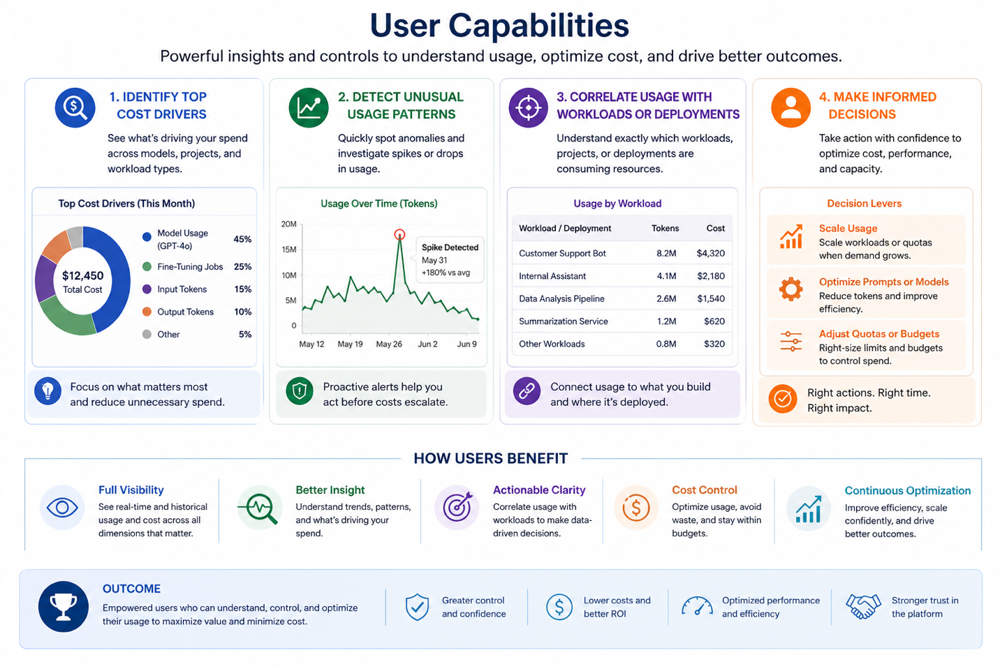 User Capabilities
Powerful insights and controls to understand usage, optimize cost, and drive better outcomes.
1. IDENTIFY TOP
COST DRIVERS
See what's driving your spend
across models, projects, and
workload types.
Top Cost Drivers (This Month)
$12,450
Total Cost
Model Usage
(GPT-4o) 45%
Fine-Tuning Jobs 25%
Input Tokens 15%
Output Tokens 10%
Other 5%
Focus on what matters most
and reduce unnecessary spend.
2. DETECT UNUSUAL
USAGE PATTERNS
Quickly spot anomalies and
investigate spikes or drops
in usage.
Usage Over Time (Tokens)
20M
15M
10M
5M
0
Spike Detected
May 31
+180% vs avg
May 12 May 19 May 26 Jun 2 Jun 9
Proactive alerts help you
act before costs escalate.
3. CORRELATE USAGE WITH
WORKLOADS OR DEPLOYMENTS
Understand exactly which workloads,
projects, or deployments are
consuming resources.
Usage by Workload
Workload / Deployment Tokens Cost
Customer Support Bot 8.2M $4,320
Internal Assistant 4.1M $2,180
Data Analysis Pipeline 2.6M $1,540
Summarization Service 1.2M $620
Other Workloads 0.8M $320
Connect usage to what you build
and where it's deployed.
4. MAKE INFORMED
DECISIONS
Take action with confidence to
optimize cost, performance,
and capacity.
Decision Levers
Scale Usage
Scale workloads or quotas
when demand grows.
Optimize Prompts or Models
Reduce tokens and improve
efficiency.
Adjust Quotas or Budgets
Right-size limits and budgets
to control spend.
Right actions. Right time.
Right impact.
HOW USERS BENEFIT
Full Visibility
See real-time and historical
usage and cost across all
dimensions that matter.
Better Insight
Understand trends, patterns,
and what's driving your
spend.
Actionable Clarity
Correlate usage with
workloads to make data-
driven decisions.
Cost Control
Optimize usage, avoid
waste, and stay within
budgets.
Continuous Optimization
Improve efficiency, scale
confidently, and drive
better outcomes.
OUTCOME
Empowered users who can understand, control, and optimize
their usage to maximize value and minimize cost.
Greater control
and confidence
Lower costs and
better ROI
Optimized performance
and efficiency
Stronger trust in
the platform